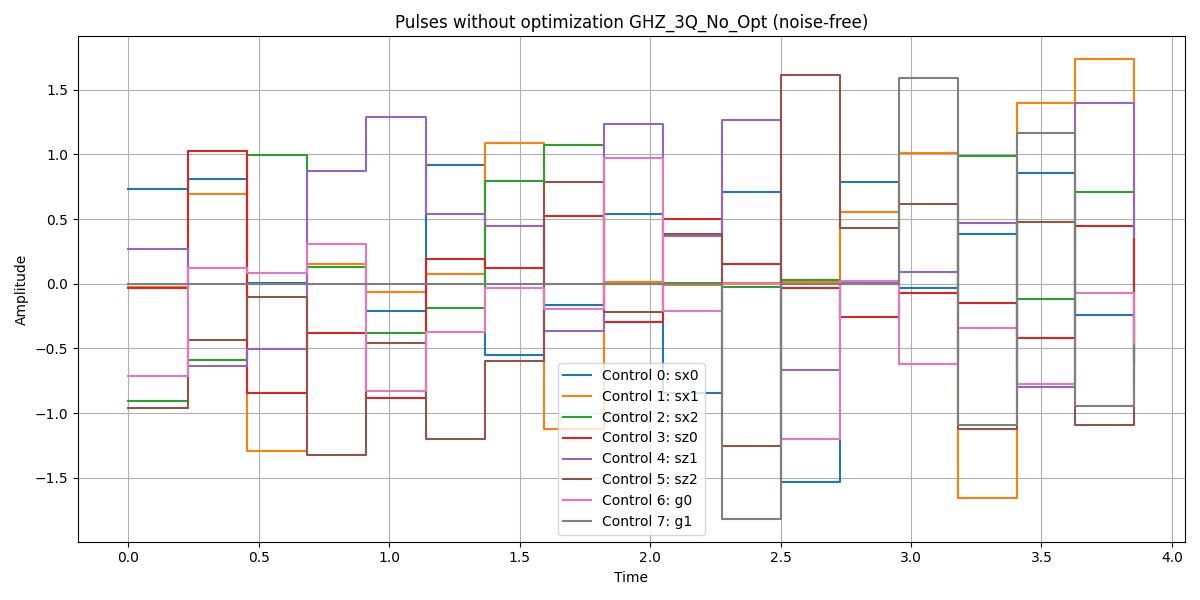 Pulses without optimization GHZ_3Q_No_Opt (noise-free)
Amplitude
1.5
1.0
0.5
0.0
−0.5
−1.0
−1.5
Control 0: sx0
Control 1: sx1
Control 2: sx2
Control 3: sz0
Control 4: sz1
Control 5: sz2
Control 6: g0
Control 7: g1
0.0 0.5 1.0 1.5 2.0 2.5 3.0 3.5 4.0
Time